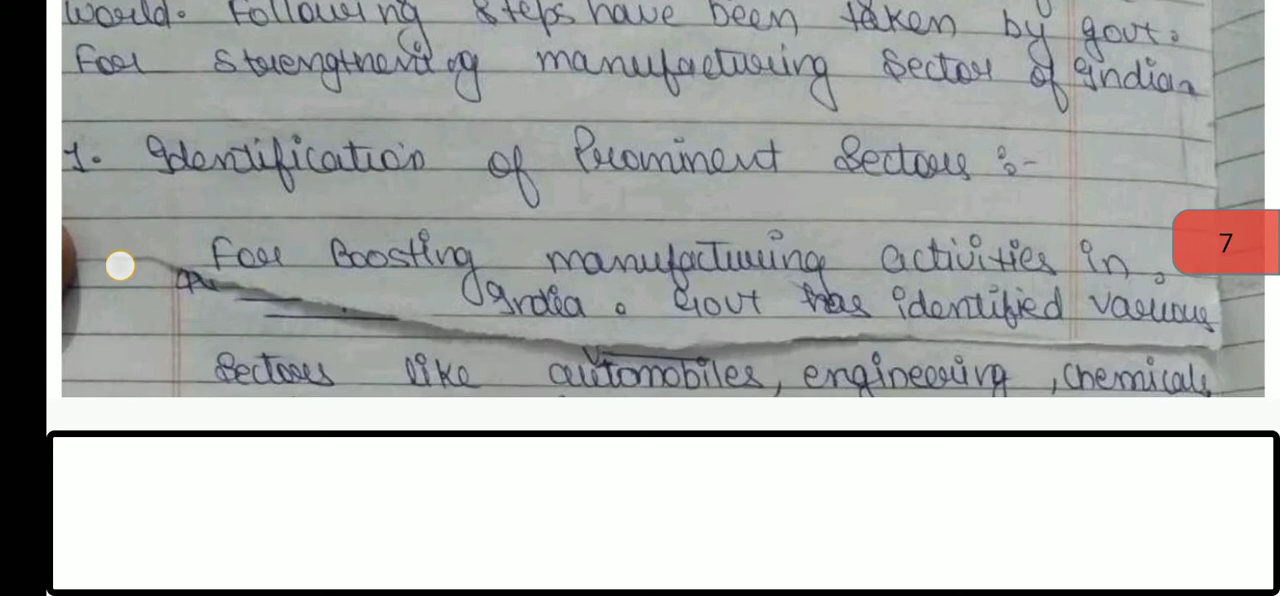 world. Following steps have been taken by govt.
For strengthening manufacturing sector of India
1. Identification of Prominent Sectors :-
For Boosting manufacturing activities in
India. Govt has identified various
Sectors like automobiles, engineering, chemicals,
7